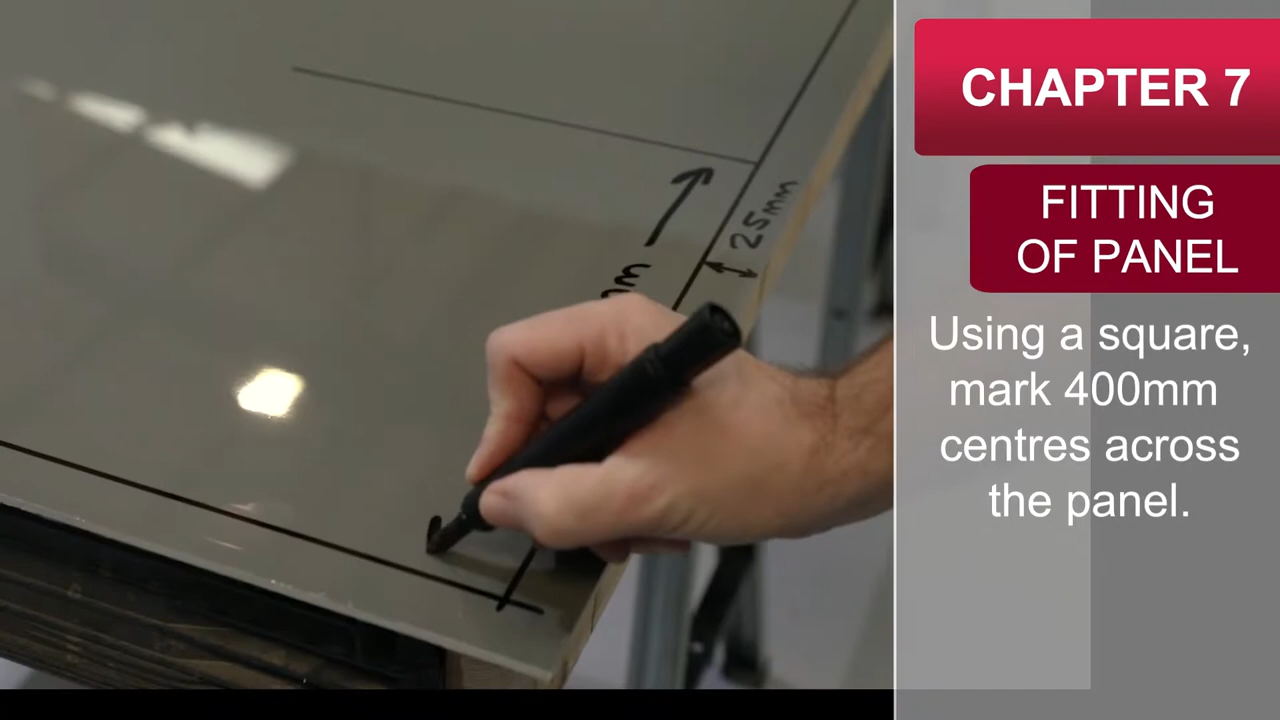 CHAPTER 7
FITTING
OF PANEL
Using a square,
mark 400mm
centres across
the panel.
25mm